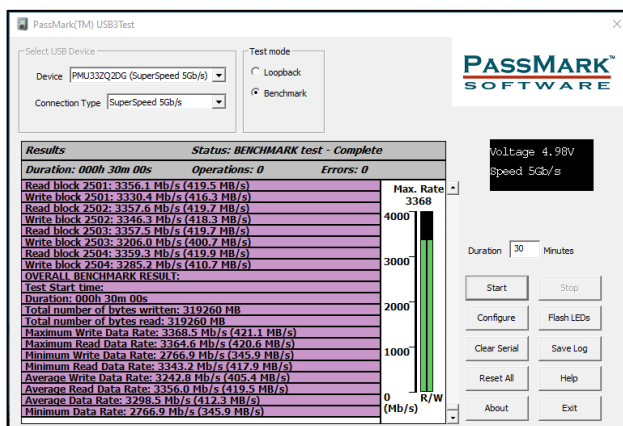 PassMark(TM) USB3Test
Select USB Device
Device PMU33ZQ2DG (SuperSpeed 5Gb/s)
Connection Type SuperSpeed 5Gb/s
Test mode
Loopback
Benchmark
PASSMARK™
SOFTWARE
Results Status: BENCHMARK test - Complete
Duration: 000h 30m 00s Operations: 0 Errors: 0
Read block 2501: 3356.1 Mb/s (419.5 MB/s)
Write block 2501: 3330.4 Mb/s (416.3 MB/s)
Read block 2502: 3357.6 Mb/s (419.7 MB/s)
Write block 2502: 3346.3 Mb/s (418.3 MB/s)
Read block 2503: 3357.5 Mb/s (419.7 MB/s)
Write block 2503: 3206.0 Mb/s (400.7 MB/s)
Read block 2504: 3359.3 Mb/s (419.9 MB/s)
Write block 2504: 3285.2 Mb/s (410.7 MB/s)
OVERALL BENCHMARK RESULT:
Test Start time:
Duration: 000h 30m 00s
Total number of bytes written: 319260 MB
Total number of bytes read: 319260 MB
Maximum Write Data Rate: 3368.5 Mb/s (421.1 MB/s)
Maximum Read Data Rate: 3364.6 Mb/s (420.6 MB/s)
Minimum Write Data Rate: 2766.9 Mb/s (345.9 MB/s)
Minimum Read Data Rate: 3343.2 Mb/s (417.9 MB/s)
Average Write Data Rate: 3242.8 Mb/s (405.4 MB/s)
Average Read Data Rate: 3356.0 Mb/s (419.5 MB/s)
Average Data Rate: 3298.5 Mb/s (412.3 MB/s)
Minimum Data Rate: 2766.9 Mb/s (345.9 MB/s)
Max. Rate
3368
4000
3000
2000
1000
0 R/W
(Mb/s)
Voltage 4.98V
Speed 5Gb/s
Duration 30 Minutes
Start Stop
Configure Flash LEDs
Clear Serial Save Log
Reset All Help
About Exit